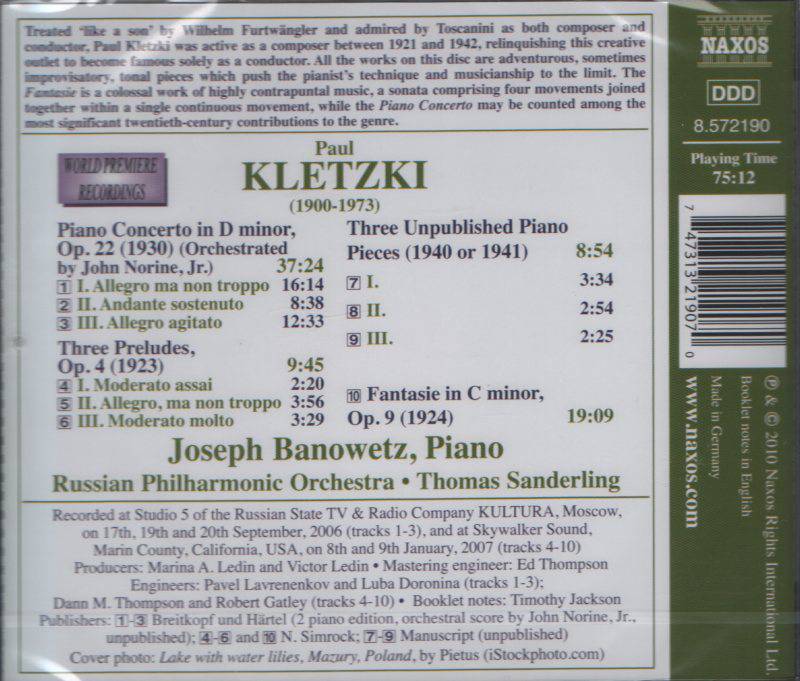 Treated "like a son" by Wilhelm Furtwängler and admired by Toscanini as both composer and
conductor, Paul Kletzki was active as a composer between 1921 and 1942, relinquishing this creative
outlet to become famous solely as a conductor. All the works on this disc are adventurous, sometimes
improvisatory, tonal pieces which push the pianist's technique and musicianship to the limit. The
Fantasie is a colossal work of highly contrapuntal music, a sonata comprising four movements joined
together within a single continuous movement, while the Piano Concerto may be counted among the
most significant twentieth-century contributions to the genre.
WORLD PREMIERE
RECORDINGS
Paul
KLETZKI
(1900-1973)
Piano Concerto in D minor,
Op. 22 (1930) (Orchestrated
by John Norine, Jr.) 37:24
1 I. Allegro ma non troppo 16:14
2 II. Andante sostenuto 8:38
3 III. Allegro agitato 12:33
Three Preludes,
Op. 4 (1923) 9:45
4 I. Moderato assai 2:20
5 II. Allegro, ma non troppo 3:56
6 III. Moderato molto 3:29
Three Unpublished Piano
Pieces (1940 or 1941) 8:54
7 I. 3:34
8 II. 2:54
9 III. 2:25
10 Fantasie in C minor,
Op. 9 (1924) 19:09
Joseph Banowetz, Piano
Russian Philharmonic Orchestra • Thomas Sanderling
Recorded at Studio 5 of the Russian State TV & Radio Company KULTURA, Moscow,
on 17th, 19th and 20th September, 2006 (tracks 1-3), and at Skywalker Sound,
Marin County, California, USA, on 8th and 9th January, 2007 (tracks 4-10)
Producers: Marina A. Ledin and Victor Ledin • Mastering engineer: Ed Thompson
Engineers: Pavel Lavrenenkov and Luba Doronina (tracks 1-3);
Dann M. Thompson and Robert Gatley (tracks 4-10) • Booklet notes: Timothy Jackson
Publishers: 1-3 Breitkopf und Härtel (2 piano edition, orchestral score by John Norine, Jr.,
unpublished); 4-6 and 10 N. Simrock; 7-9 Manuscript (unpublished)
Cover photo: Lake with water lilies, Mazury, Poland, by Pietus (iStockphoto.com)
NAXOS
DDD
8.572190
Playing Time
75:12
7 47313 21907 0
℗ & © 2010 Naxos Rights International Ltd.
Booklet notes in English
Made in Germany
www.naxos.com